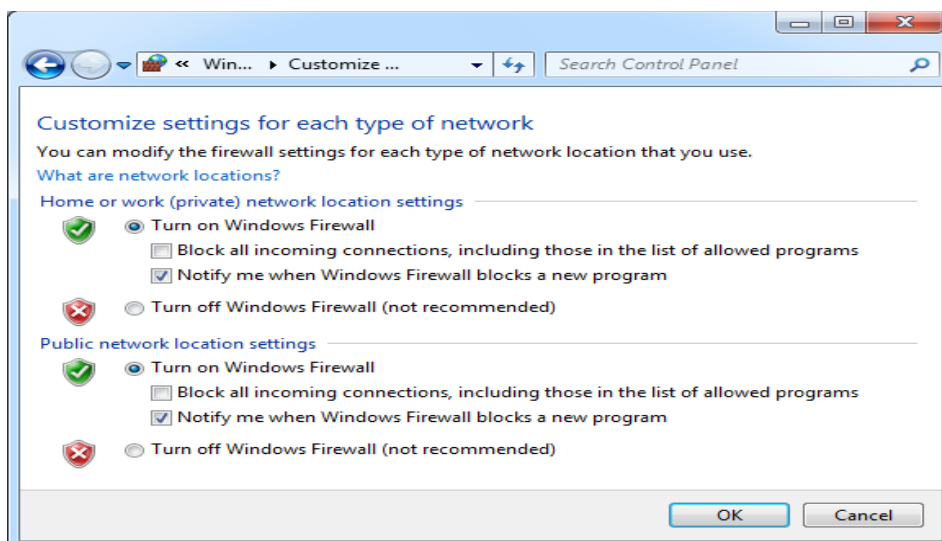 « Win... ▸ Customize ... Search Control Panel
Customize settings for each type of network
You can modify the firewall settings for each type of network location that you use.
What are network locations?
Home or work (private) network location settings
Turn on Windows Firewall
Block all incoming connections, including those in the list of allowed programs
Notify me when Windows Firewall blocks a new program
Turn off Windows Firewall (not recommended)
Public network location settings
Turn on Windows Firewall
Block all incoming connections, including those in the list of allowed programs
Notify me when Windows Firewall blocks a new program
Turn off Windows Firewall (not recommended)
OK Cancel